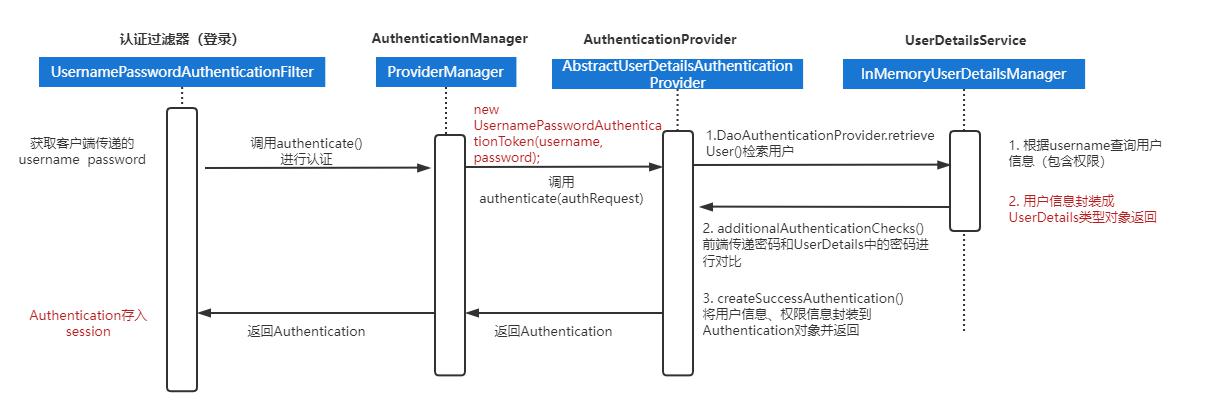 认证过滤器（登录）
AuthenticationManager
AuthenticationProvider
UserDetailsService
UsernamePasswordAuthenticationFilter
ProviderManager
AbstractUserDetailsAuthentication
Provider
InMemoryUserDetailsManager
获取客户端传递的
username password
调用authenticate()
进行认证
new
UsernamePasswordAuthentica
tionToken(username,
password);
调用
authenticate(authRequest)
1.DaoAuthenticationProvider.retrieve
User()检索用户
1. 根据username查询用户
信息（包含权限）
2. 用户信息封装成
UserDetails类型对象返回
2. additionalAuthenticationChecks()
前端传递密码和UserDetails中的密码进
行对比
3. createSuccessAuthentication()
将用户信息、权限信息封装到
Authentication对象并返回
Authentication存入
session
返回Authentication
返回Authentication